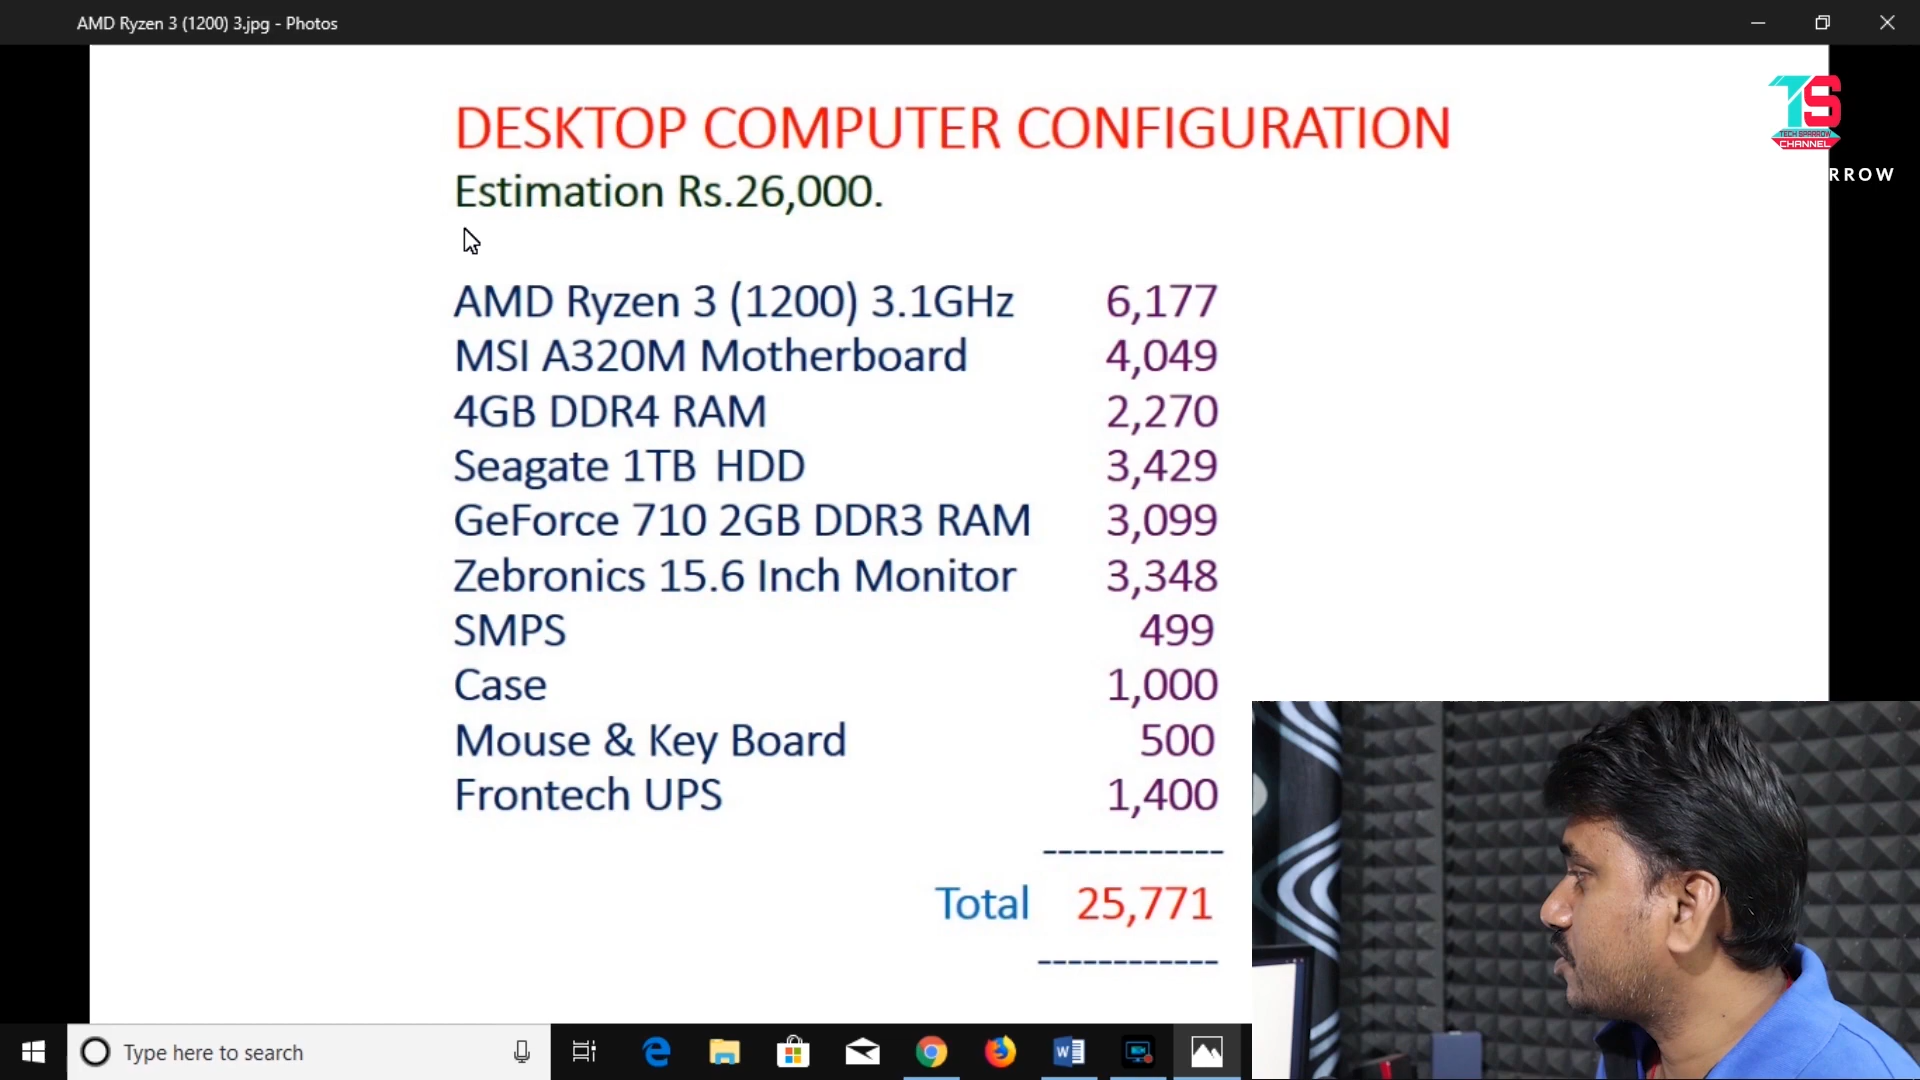 AMD Ryzen 3 (1200) 3.jpg - Photos
TS
TECH SPARROW
CHANNEL
RROW
DESKTOP COMPUTER CONFIGURATION
Estimation Rs.26,000.
AMD Ryzen 3 (1200) 3.1GHz 6,177
MSI A320M Motherboard 4,049
4GB DDR4 RAM 2,270
Seagate 1TB HDD 3,429
GeForce 710 2GB DDR3 RAM 3,099
Zebronics 15.6 Inch Monitor 3,348
SMPS 499
Case 1,000
Mouse & Key Board 500
Frontech UPS 1,400
------------
Total 25,771
------------
Type here to search